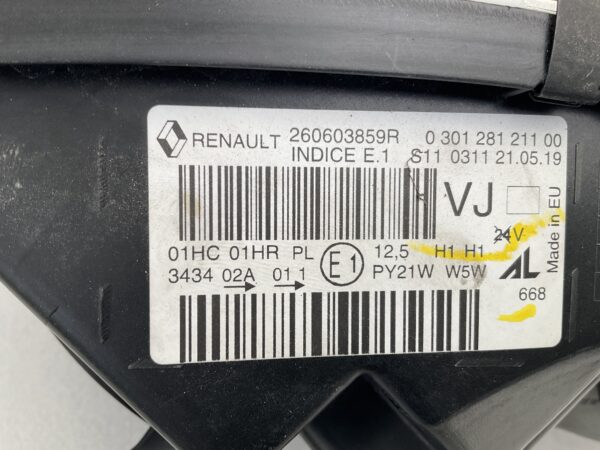 RENAULT 260603859R 0 301 281 211 00
INDICE E.1 S11 0311 21.05.19
VJ
24V
01HC 01HR PL E1 12,5 H1 H1
3434 02A 01 1 PY21W W5W AL
668
Made in EU